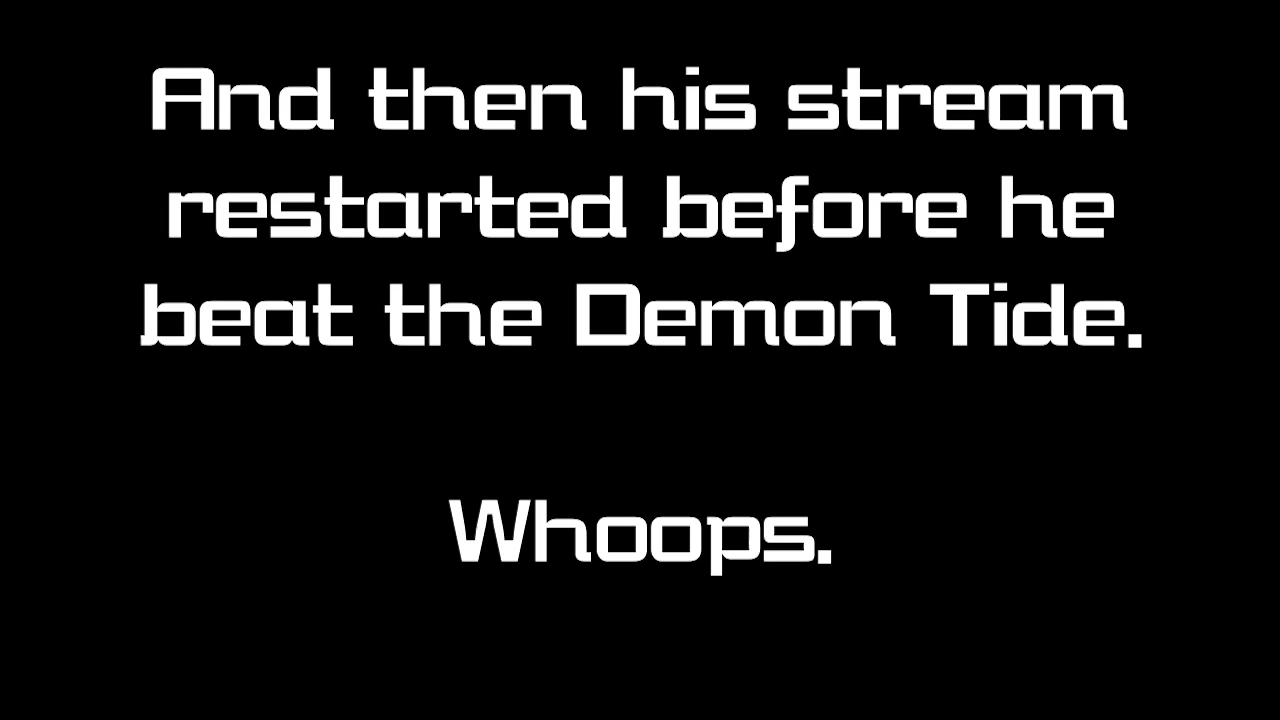 And then his stream
restarted before he
beat the Demon Tide.
Whoops.